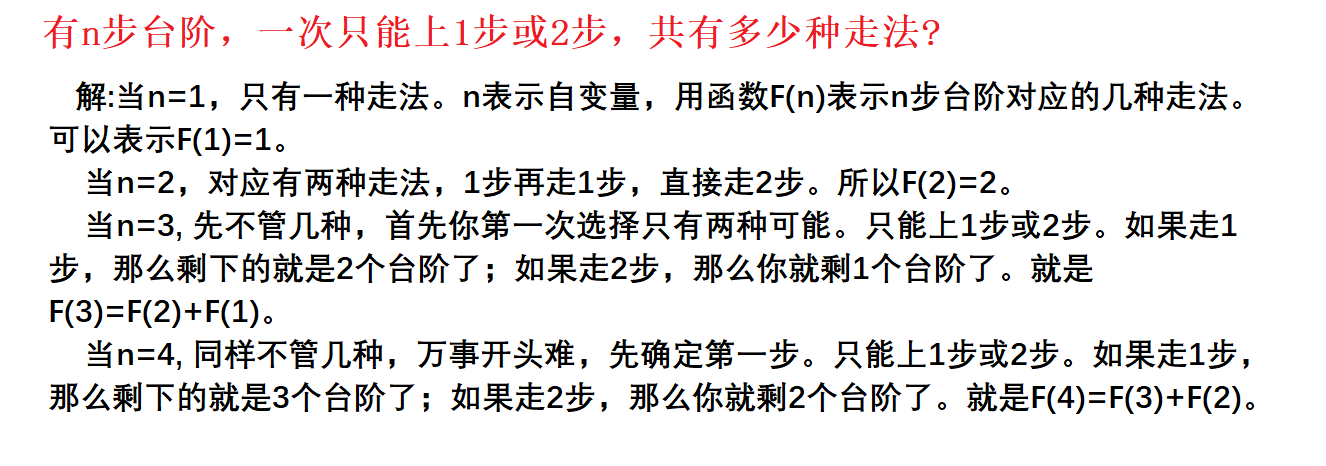 有n步台阶，一次只能上1步或2步，共有多少种走法?
解:当n=1，只有一种走法。n表示自变量，用函数F(n)表示n步台阶对应的几种走法。
可以表示F(1)=1。
当n=2，对应有两种走法，1步再走1步，直接走2步。所以F(2)=2。
当n=3, 先不管几种，首先你第一次选择只有两种可能。只能上1步或2步。如果走1
步，那么剩下的就是2个台阶了；如果走2步，那么你就剩1个台阶了。就是
F(3)=F(2)+F(1)。
当n=4, 同样不管几种，万事开头难，先确定第一步。只能上1步或2步。如果走1步，
那么剩下的就是3个台阶了；如果走2步，那么你就剩2个台阶了。就是F(4)=F(3)+F(2)。